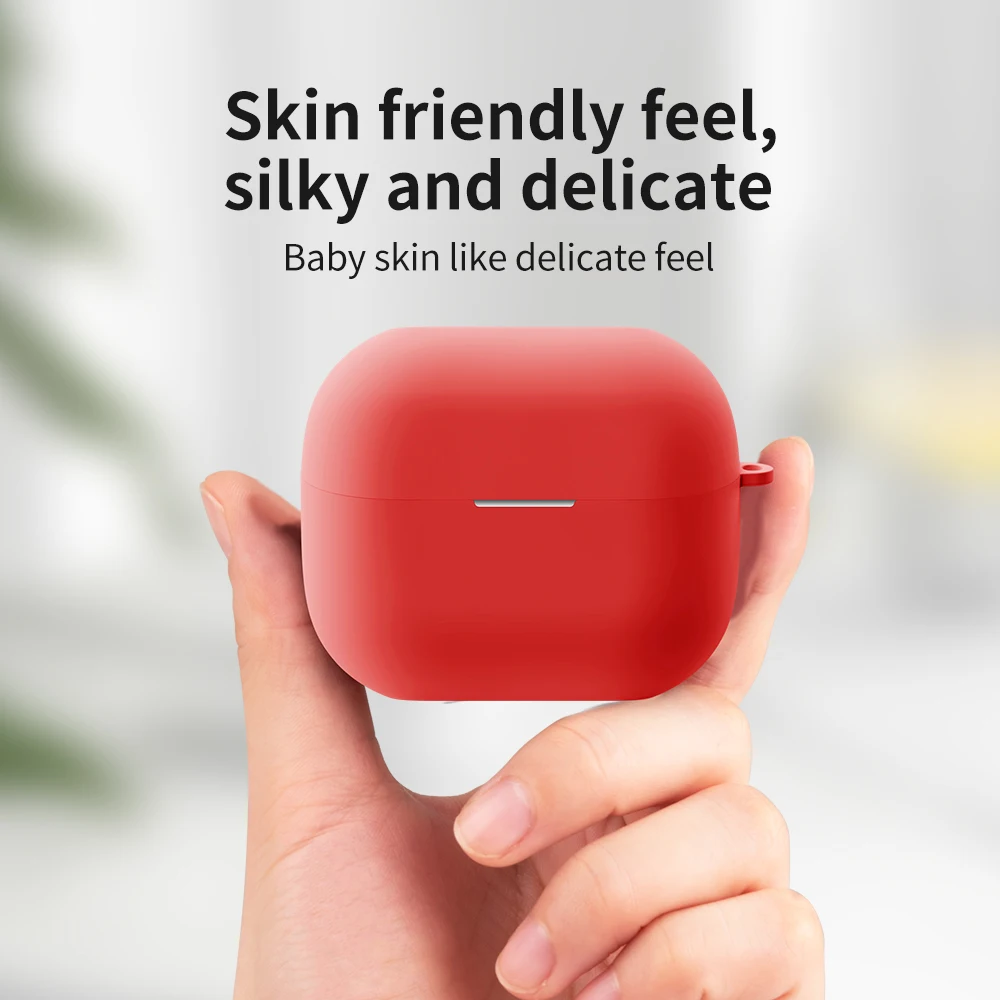 Skin friendly feel,
silky and delicate
Baby skin like delicate feel